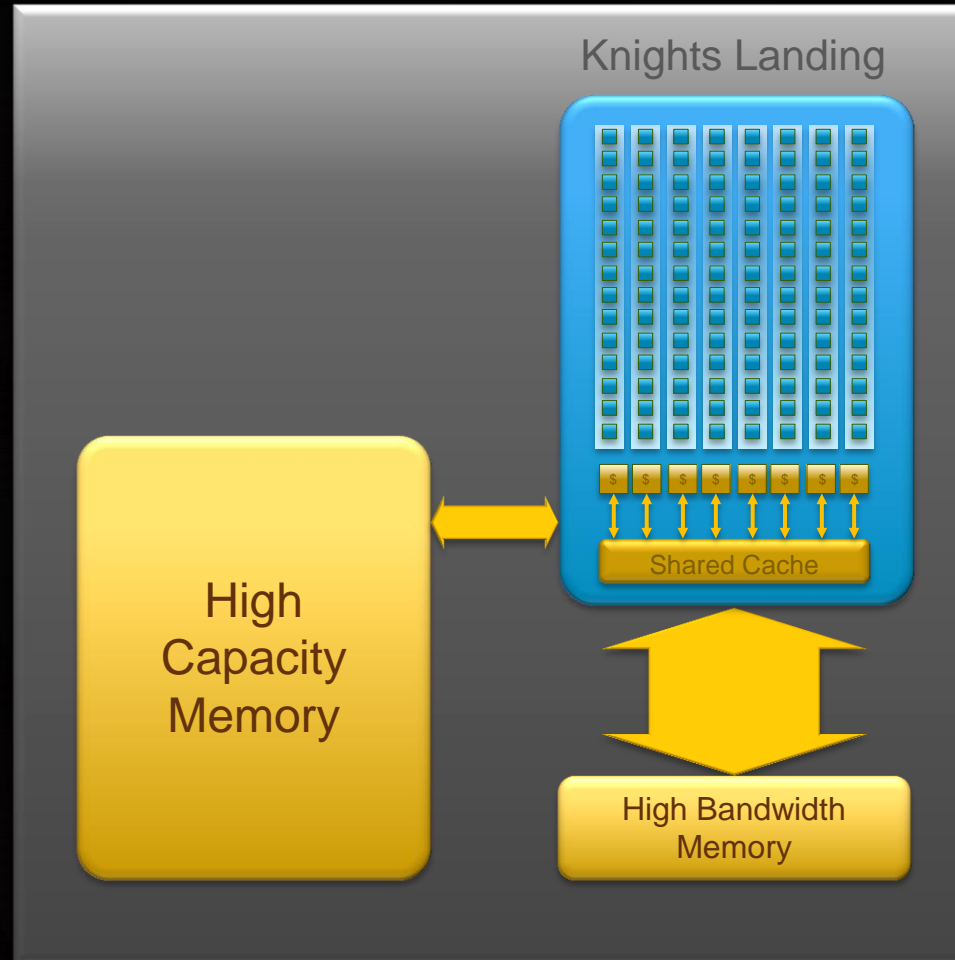 Knights Landing
$ $ $ $ $ $ $ $
Shared Cache
High
Capacity
Memory
High Bandwidth
Memory